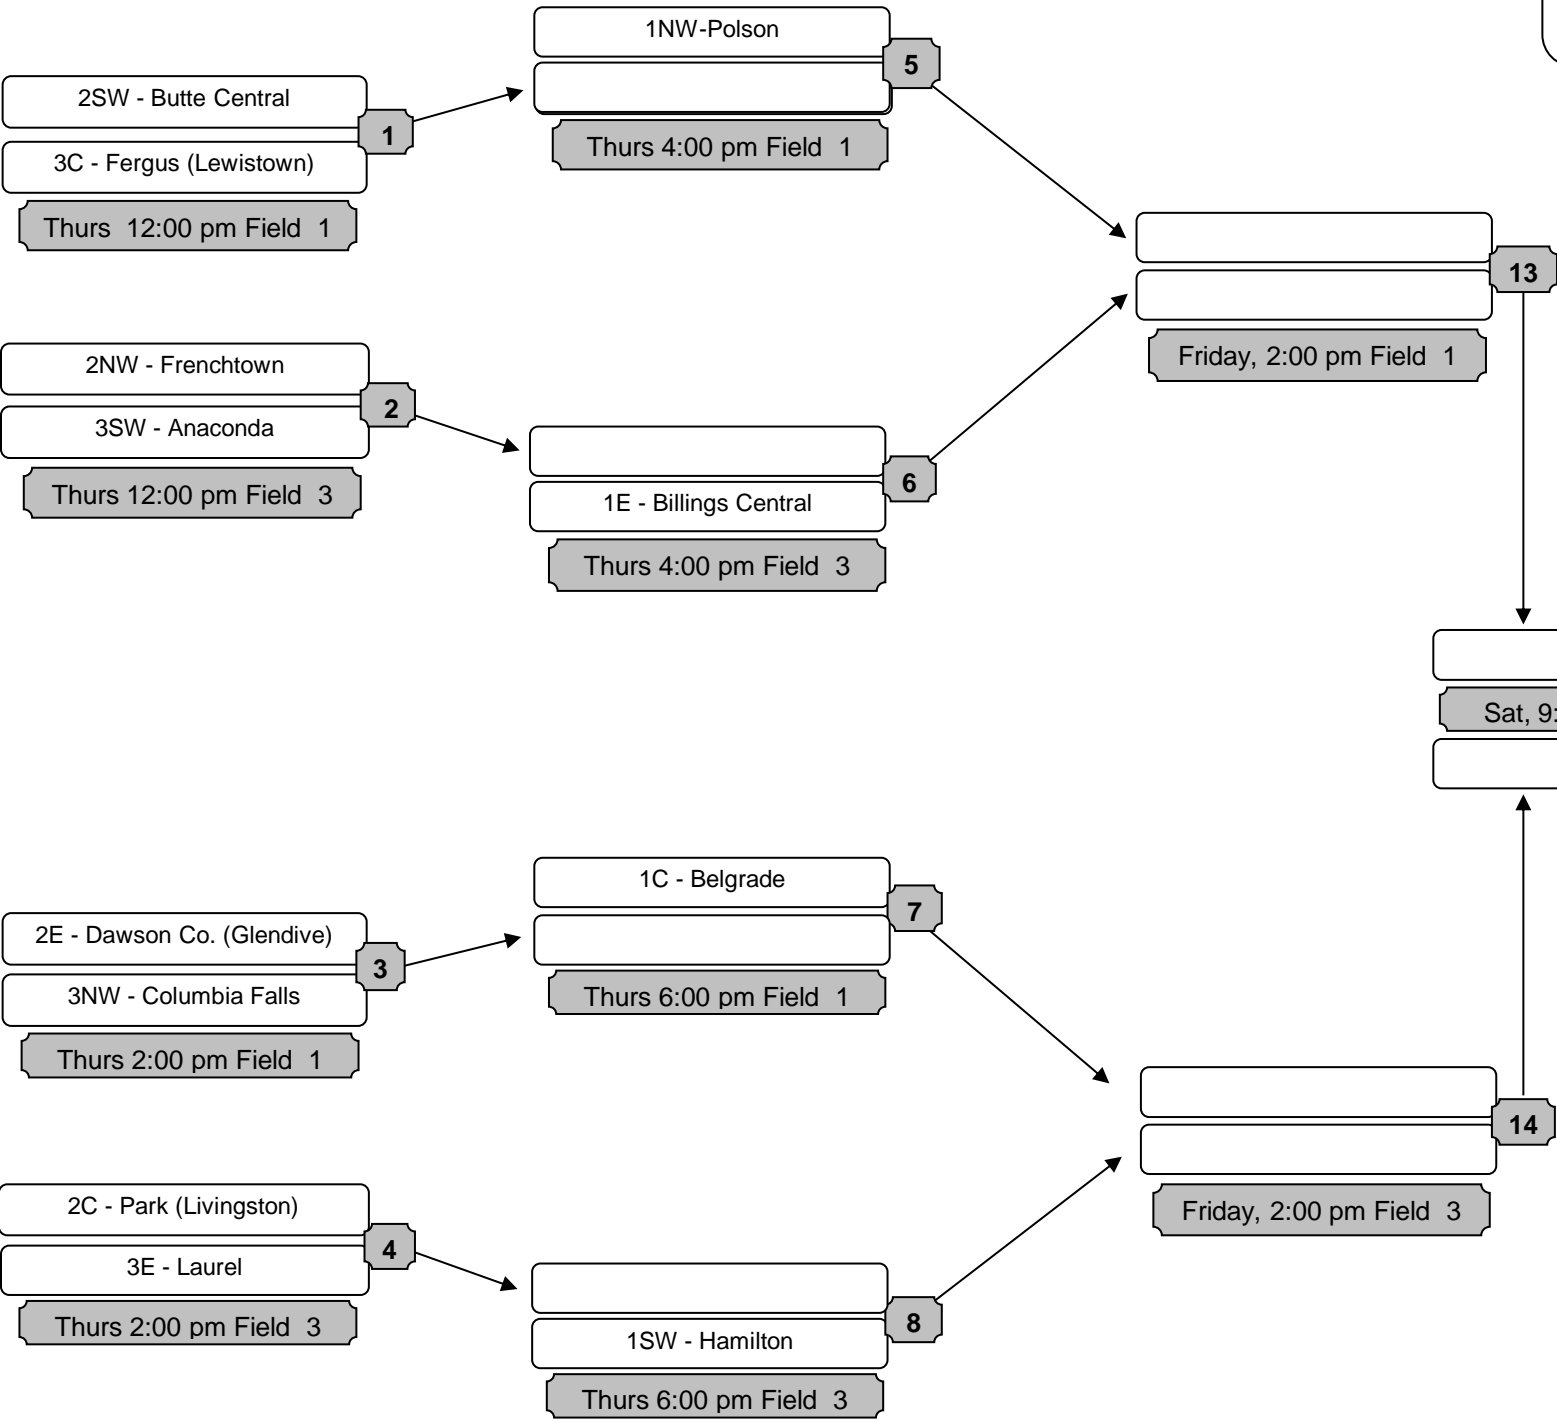 1NW-Polson
5
Thurs 4:00 pm Field 1
2SW - Butte Central
1
3C - Fergus (Lewistown)
Thurs 12:00 pm Field 1
13
Friday, 2:00 pm Field 1
2NW - Frenchtown
2
3SW - Anaconda
Thurs 12:00 pm Field 3
6
1E - Billings Central
Thurs 4:00 pm Field 3
Sat, 9:
1C - Belgrade
7
Thurs 6:00 pm Field 1
2E - Dawson Co. (Glendive)
3
3NW - Columbia Falls
Thurs 2:00 pm Field 1
14
Friday, 2:00 pm Field 3
2C - Park (Livingston)
4
3E - Laurel
Thurs 2:00 pm Field 3
8
1SW - Hamilton
Thurs 6:00 pm Field 3